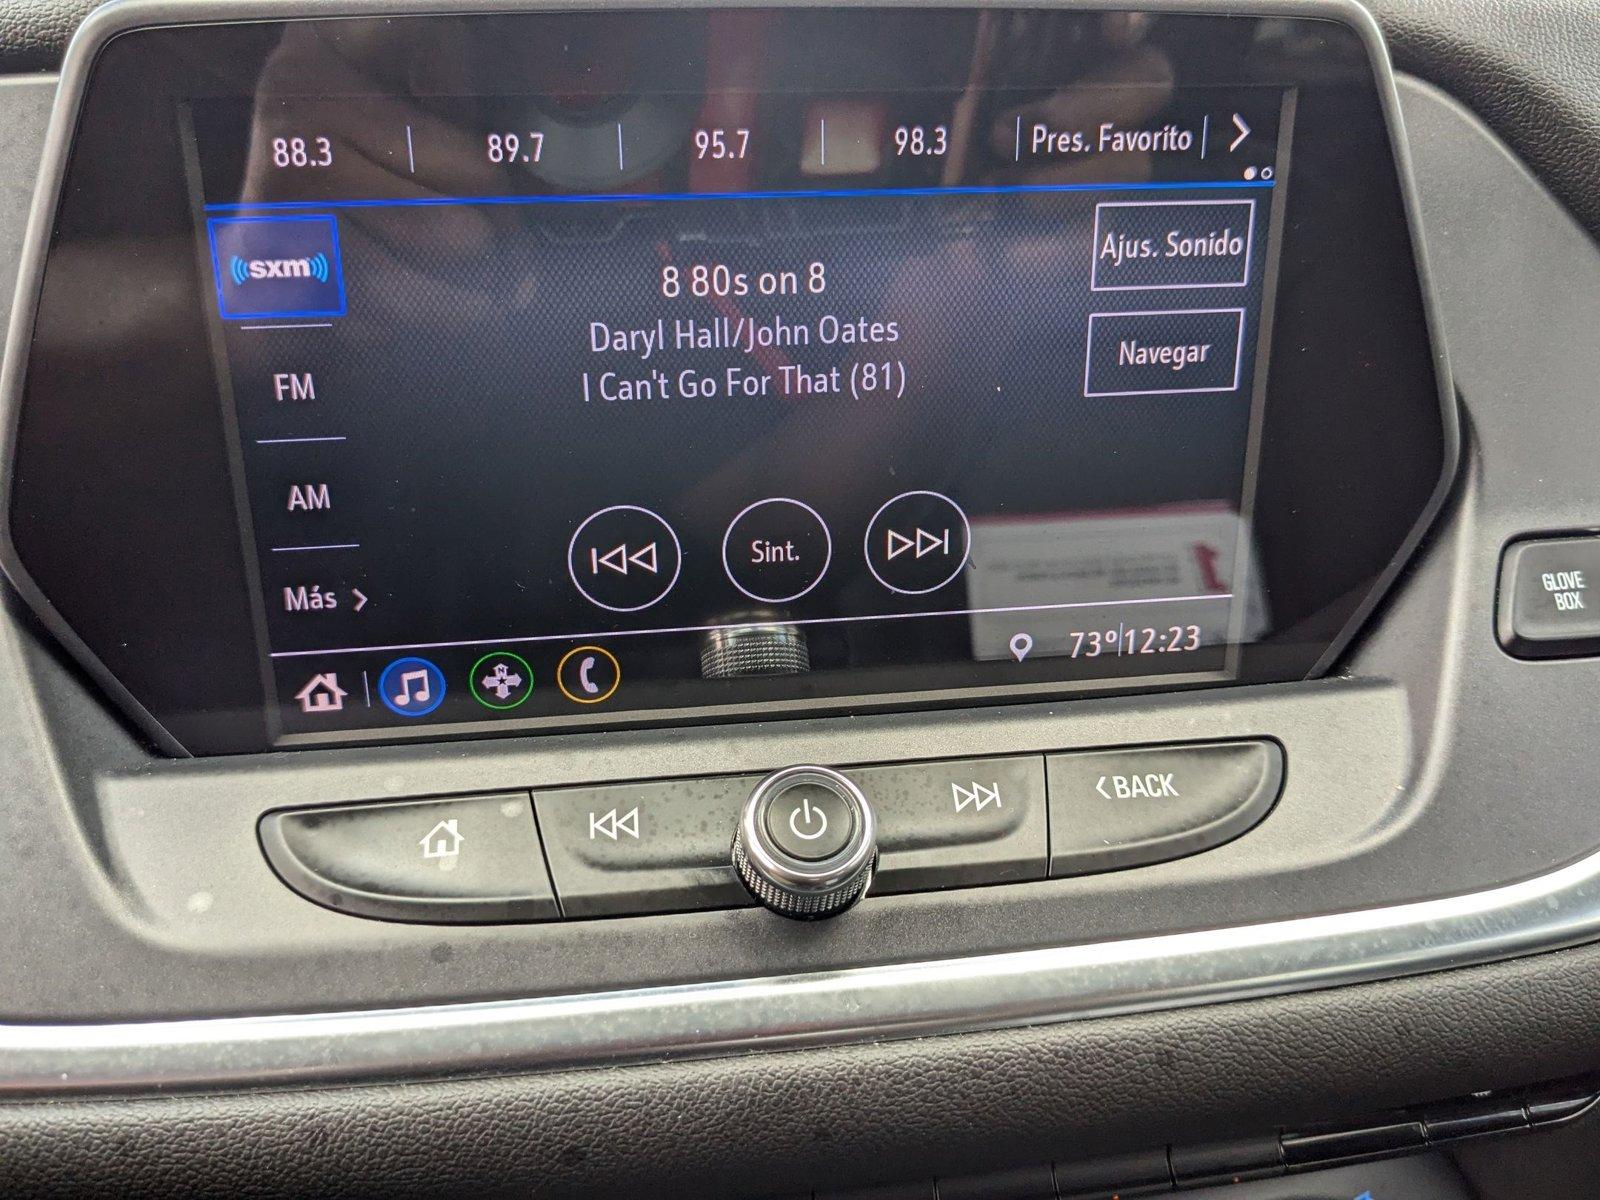 88.3 89.7 95.7 98.3 Pres. Favorito
sxm
8 80s on 8
Ajus. Sonido
Daryl Hall/John Oates
Navegar
I Can't Go For That (81)
FM
AM
Sint.
Más
N
73° 12:23
GLOVE
BOX
BACK